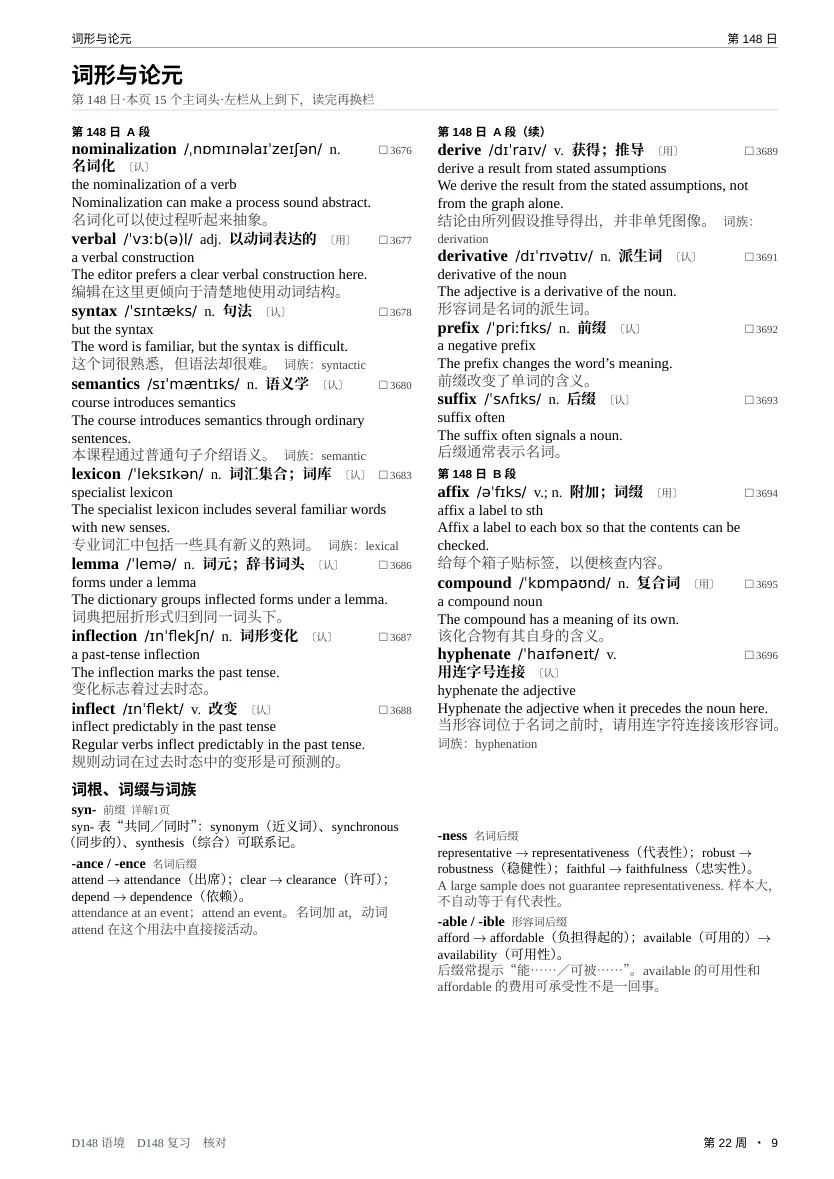 词形与论元
第 148 日
词形与论元
第 148 日·本页 15 个主词头·左栏从上到下，读完再换栏
第 148 日 A 段
nominalization /ˌnɒmɪnəlaɪˈzeɪʃən/ n. □3676
名词化 〔认〕
the nominalization of a verb
Nominalization can make a process sound abstract.
名词化可以使过程听起来抽象。
verbal /ˈvɜːb(ə)l/ adj. 以动词表达的 〔用〕 □3677
a verbal construction
The editor prefers a clear verbal construction here.
编辑在这里更倾向于清楚地使用动词结构。
syntax /ˈsɪntæks/ n. 句法 〔认〕 □3678
but the syntax
The word is familiar, but the syntax is difficult.
这个词很熟悉，但语法却很难。 词族：syntactic
semantics /sɪˈmæntɪks/ n. 语义学 〔认〕 □3680
course introduces semantics
The course introduces semantics through ordinary
sentences.
本课程通过普通句子介绍语义。 词族：semantic
lexicon /ˈleksɪkən/ n. 词汇集合；词库 〔认〕 □3683
specialist lexicon
The specialist lexicon includes several familiar words
with new senses.
专业词汇中包括一些具有新义的熟词。 词族：lexical
lemma /ˈlemə/ n. 词元；辞书词头 〔认〕 □3686
forms under a lemma
The dictionary groups inflected forms under a lemma.
词典把屈折形式归到同一词头下。
inflection /ɪnˈflekʃn/ n. 词形变化 〔认〕 □3687
a past-tense inflection
The inflection marks the past tense.
变化标志着过去时态。
inflect /ɪnˈflekt/ v. 改变 〔认〕 □3688
inflect predictably in the past tense
Regular verbs inflect predictably in the past tense.
规则动词在过去时态中的变形是可预测的。
第 148 日 A 段（续）
derive /dɪˈraɪv/ v. 获得；推导 〔用〕 □3689
derive a result from stated assumptions
We derive the result from the stated assumptions, not
from the graph alone.
结论由所列假设推导得出，并非单凭图像。 词族：
derivation
derivative /dɪˈrɪvətɪv/ n. 派生词 〔认〕 □3691
derivative of the noun
The adjective is a derivative of the noun.
形容词是名词的派生词。
prefix /ˈpriːfɪks/ n. 前缀 〔认〕 □3692
a negative prefix
The prefix changes the word’s meaning.
前缀改变了单词的含义。
suffix /ˈsʌfɪks/ n. 后缀 〔认〕 □3693
suffix often
The suffix often signals a noun.
后缀通常表示名词。
第 148 日 B 段
affix /əˈfɪks/ v.; n. 附加；词缀 〔用〕 □3694
affix a label to sth
Affix a label to each box so that the contents can be
checked.
给每个箱子贴标签，以便核查内容。
compound /ˈkɒmpaʊnd/ n. 复合词 〔用〕 □3695
a compound noun
The compound has a meaning of its own.
该化合物有其自身的含义。
hyphenate /ˈhaɪfəneɪt/ v. □3696
用连字号连接 〔认〕
hyphenate the adjective
Hyphenate the adjective when it precedes the noun here.
当形容词位于名词之前时，请用连字符连接该形容词。
词族：hyphenation
词根、词缀与词族
syn- 前缀 详解1页
syn- 表“共同／同时”：synonym（近义词）、synchronous
（同步的）、synthesis（综合）可联系记。
-ance / -ence 名词后缀
attend → attendance（出席）；clear → clearance（许可）；
depend → dependence（依赖）。
attendance at an event；attend an event。名词加 at，动词
attend 在这个用法中直接接活动。
-ness 名词后缀
representative → representativeness（代表性）；robust →
robustness（稳健性）；faithful → faithfulness（忠实性）。
A large sample does not guarantee representativeness. 样本大，
不自动等于有代表性。
-able / -ible 形容词后缀
afford → affordable（负担得起的）；available（可用的）→
availability（可用性）。
后缀常提示“能……／可被……”。available 的可用性和
affordable 的费用可承受性不是一回事。
D148 语境 D148 复习 核对
第 22 周 · 9